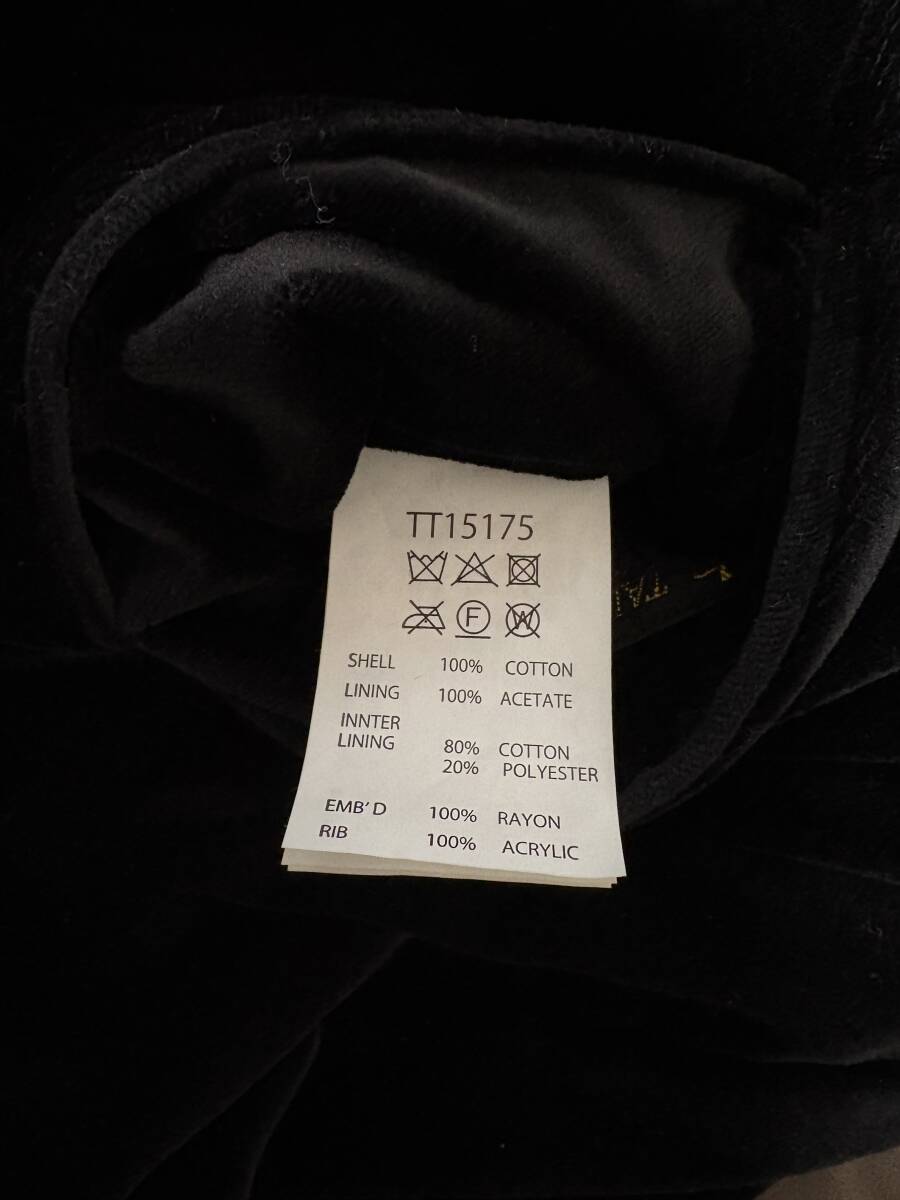 TT15175
F
W
SHELL 100% COTTON
LINING 100% ACETATE
INNTER
LINING 80% COTTON
20% POLYESTER
EMB'D 100% RAYON
RIB 100% ACRYLIC